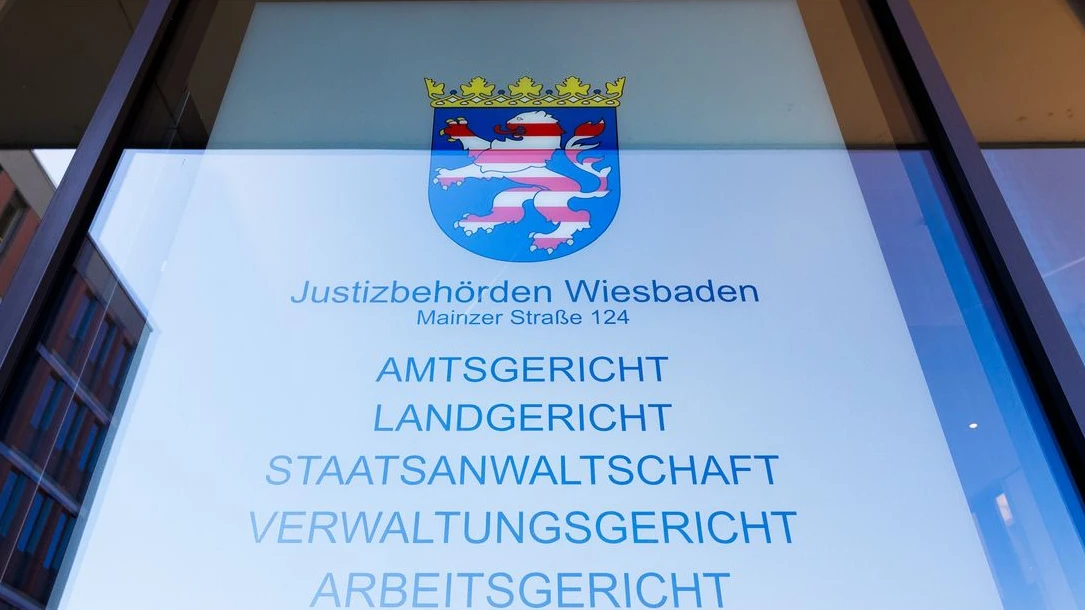 Justizbehörden Wiesbaden
Mainzer Straße 124
AMTSGERICHT
LANDGERICHT
STAATSANWALTSCHAFT
VERWALTUNGSGERICHT
ARBEITSGERICHT